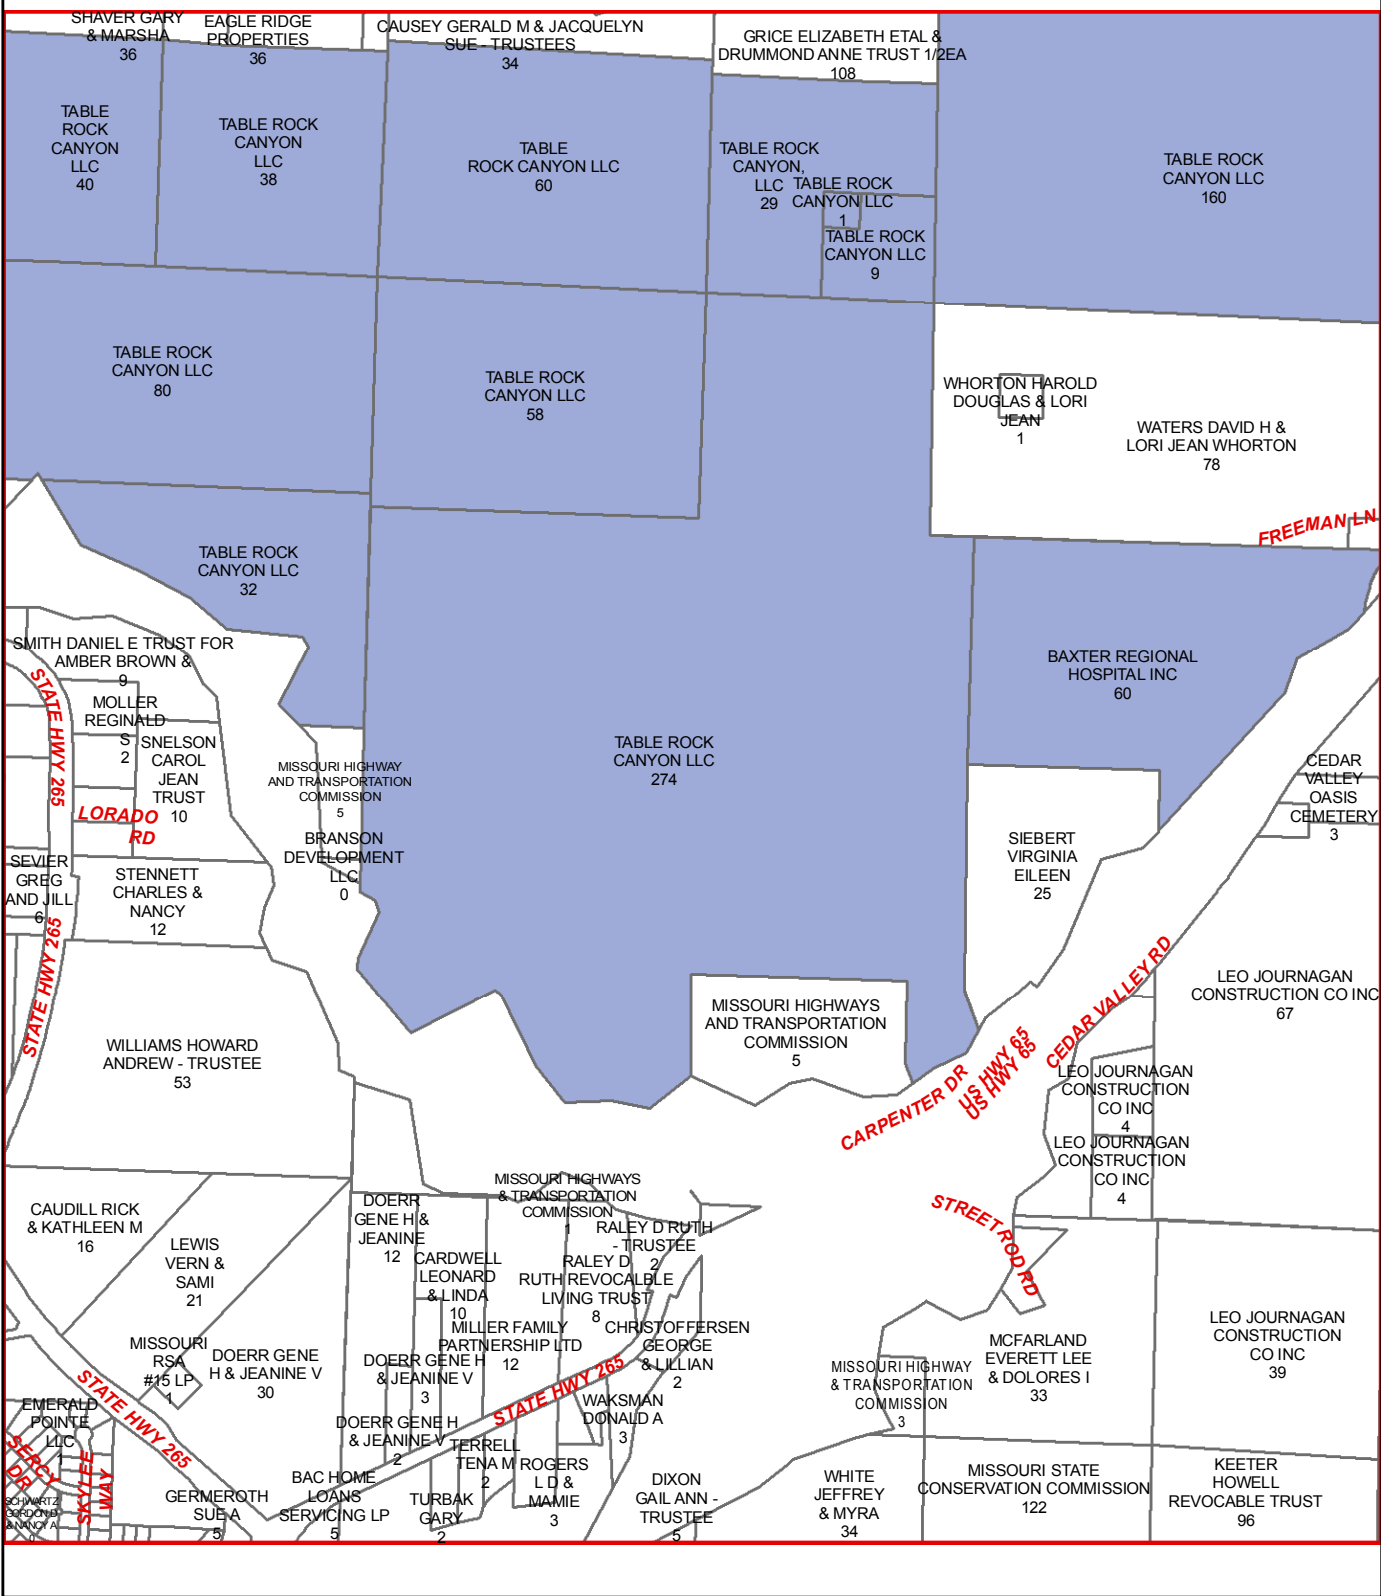 SHAVER GARY
& MARSHA
36
EAGLE RIDGE
PROPERTIES
36
CAUSEY GERALD M & JACQUELYN
SUE - TRUSTEES
34
GRICE ELIZABETH ETAL &
DRUMMOND ANNE TRUST 1/2EA
108
TABLE
ROCK
CANYON
LLC
40
TABLE ROCK
CANYON
LLC
38
TABLE
ROCK CANYON LLC
60
TABLE ROCK
CANYON,
LLC
29
TABLE ROCK
CANYON LLC
1
TABLE ROCK
CANYON LLC
9
TABLE ROCK
CANYON LLC
160
TABLE ROCK
CANYON LLC
80
TABLE ROCK
CANYON LLC
58
WHORTON HAROLD
DOUGLAS & LORI
JEAN
1
WATERS DAVID H &
LORI JEAN WHORTON
78
FREEMAN LN
TABLE ROCK
CANYON LLC
32
SMITH DANIEL E TRUST FOR
AMBER BROWN &
9
STATE HWY 265
MOLLER
REGINALD
S
2
SNELSON
CAROL
JEAN
TRUST
10
LORADO
RD
BAXTER REGIONAL
HOSPITAL INC
60
TABLE ROCK
CANYON LLC
274
MISSOURI HIGHWAY
AND TRANSPORTATION
COMMISSION
5
BRANSON
DEVELOPMENT
LLC
0
CEDAR
VALLEY
OASIS
CEMETERY
3
SIEBERT
VIRGINIA
EILEEN
25
SEVIER
GREG
AND JILL
6
STENNETT
CHARLES &
NANCY
12
STATE HWY 265
WILLIAMS HOWARD
ANDREW - TRUSTEE
53
MISSOURI HIGHWAYS
AND TRANSPORTATION
COMMISSION
5
CEDAR VALLEY RD
LEO JOURNAGAN
CONSTRUCTION CO INC
67
CARPENTER DR
US HWY 65
US HWY 65
LEO JOURNAGAN
CONSTRUCTION
CO INC
4
LEO JOURNAGAN
CONSTRUCTION
CO INC
4
CAUDILL RICK
& KATHLEEN M
16
LEWIS
VERN &
SAMI
21
DOERR
GENE H &
JEANINE
12
MISSOURI HIGHWAYS
& TRANSPORTATION
COMMISSION
1
RALEY D RUTH
- TRUSTEE
2
STREET ROD RD
CARDWELL
LEONARD
& LINDA
10
RALEY D
RUTH REVOCALBLE
LIVING TRUST
8
MILLER FAMILY
PARTNERSHIP LTD
12
CHRISTOFFERSEN
GEORGE
& LILLIAN
2
MISSOURI
RSA
#15 LP
1
DOERR GENE
H & JEANINE V
30
DOERR GENE H
& JEANINE V
3
STATE HWY 265
MISSOURI HIGHWAY
& TRANSPORTATION
COMMISSION
3
MCFARLAND
EVERETT LEE
& DOLORES I
33
LEO JOURNAGAN
CONSTRUCTION
CO INC
39
STATE HWY 265
EMERALD
POINTE
LLC
1
DOERR GENE H
& JEANINE V
2
WAKSMAN
DONALD A
3
SERCY
DR
SKYLEE
WAY
SCHWARTZ
GORDON D
& NANCY A
0
GERMEROTH
SUE A
5
BAC HOME
LOANS
SERVICING LP
5
TERRELL
TENA M
2
TURBAK
GARY
2
ROGERS
L D &
MAMIE
3
DIXON
GAIL ANN -
TRUSTEE
5
WHITE
JEFFREY
& MYRA
34
MISSOURI STATE
CONSERVATION COMMISSION
122
KEETER
HOWELL
REVOCABLE TRUST
96